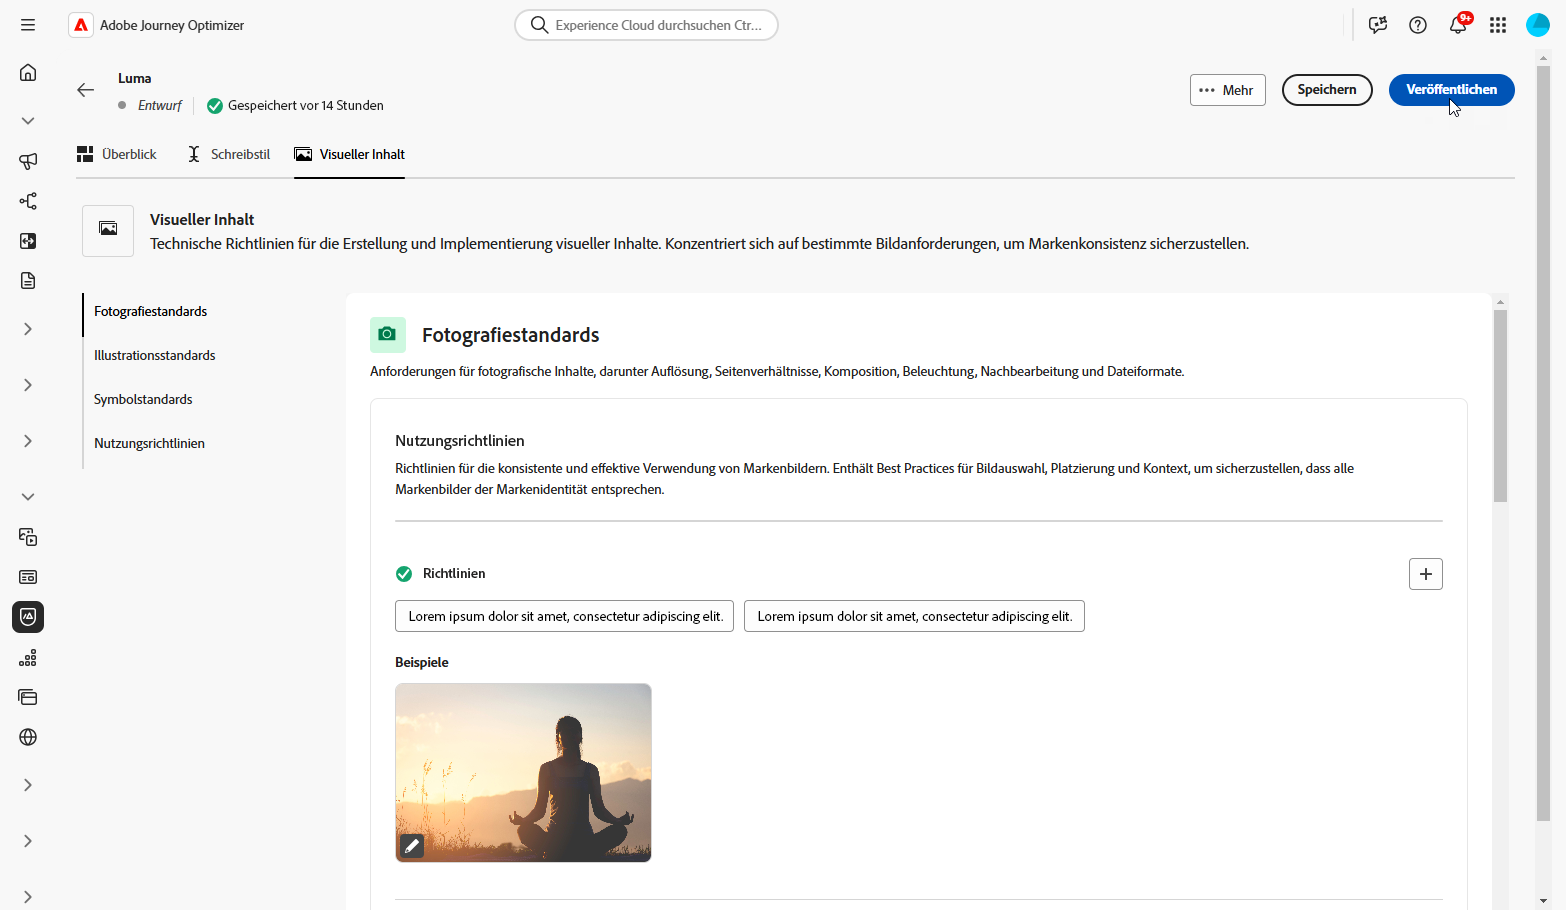 Adobe Journey Optimizer
Experience Cloud durchsuchen Ctr...
9+
Luma
Entwurf
Gespeichert vor 14 Stunden
Mehr
Speichern
Veröffentlichen
Überblick
Schreibstil
Visueller Inhalt
Visueller Inhalt
Technische Richtlinien für die Erstellung und Implementierung visueller Inhalte. Konzentriert sich auf bestimmte Bildanforderungen, um Markenkonsistenz sicherzustellen.
Fotografiestandards
Illustrationsstandards
Symbolstandards
Nutzungsrichtlinien
Fotografiestandards
Anforderungen für fotografische Inhalte, darunter Auflösung, Seitenverhältnisse, Komposition, Beleuchtung, Nachbearbeitung und Dateiformate.
Nutzungsrichtlinien
Richtlinien für die konsistente und effektive Verwendung von Markenbildern. Enthält Best Practices für Bildauswahl, Platzierung und Kontext, um sicherzustellen, dass alle
Markenbilder der Markenidentität entsprechen.
Richtlinien
Lorem ipsum dolor sit amet, consectetur adipiscing elit.
Lorem ipsum dolor sit amet, consectetur adipiscing elit.
Beispiele